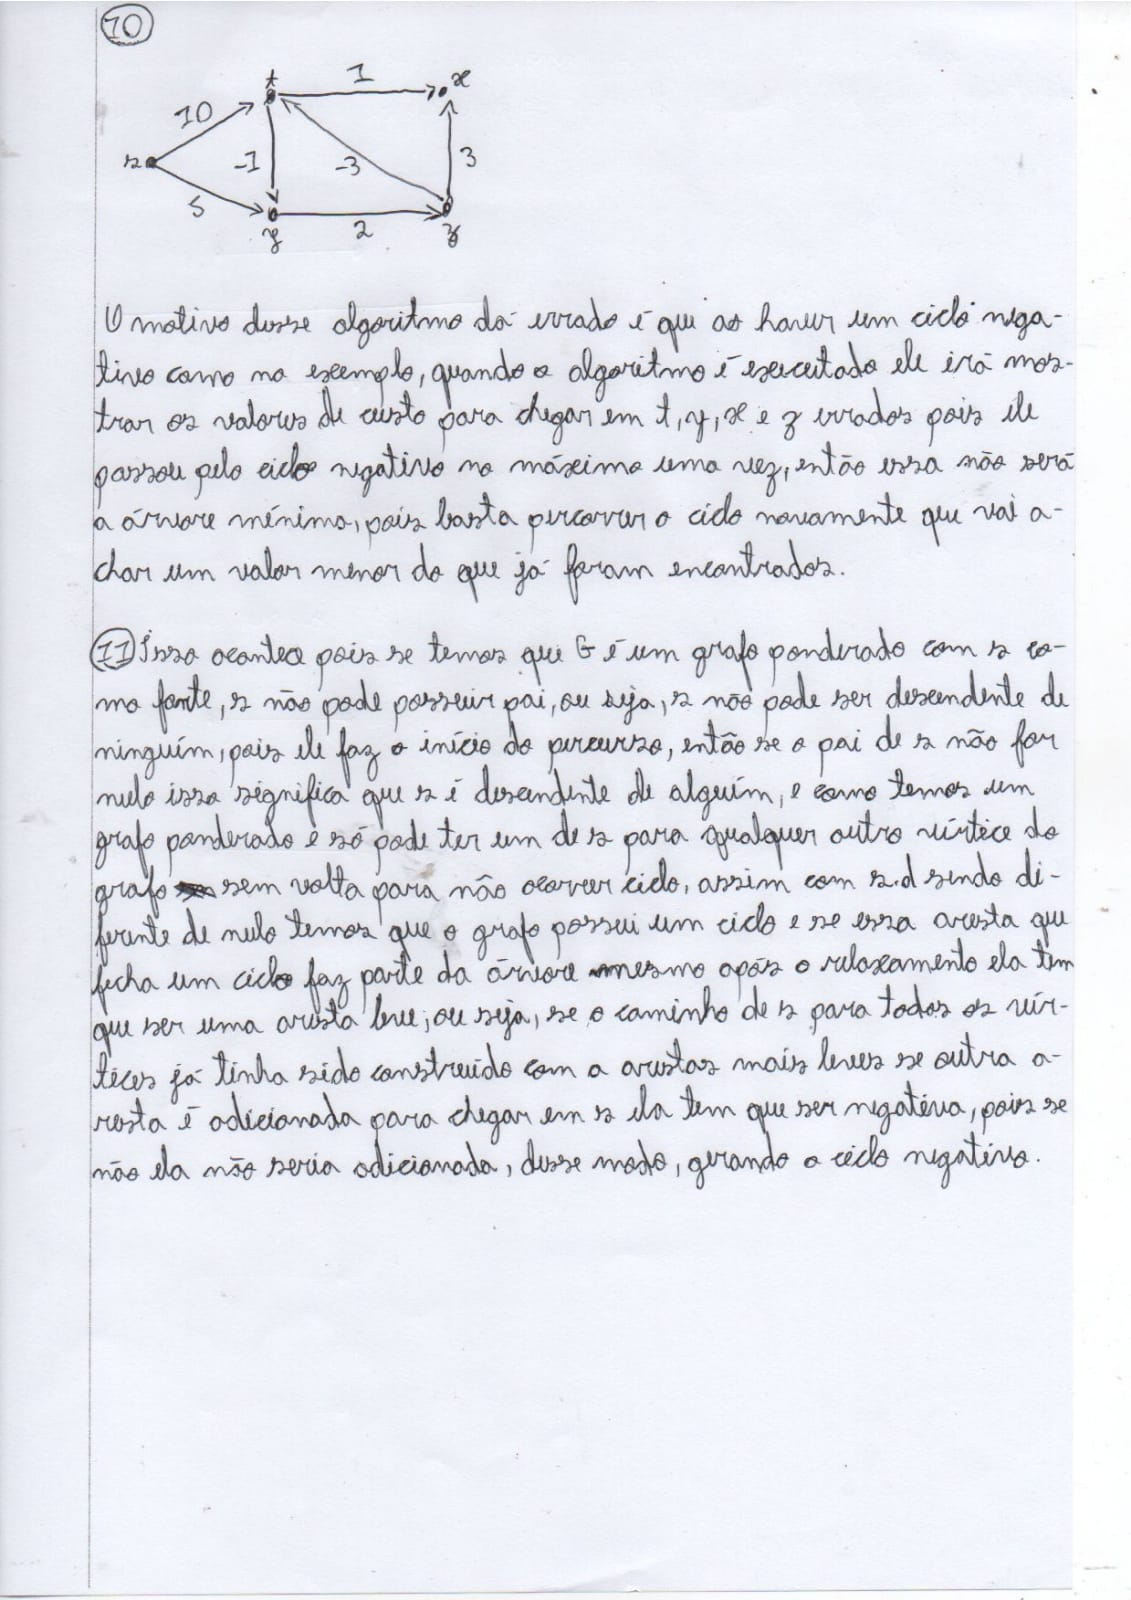 10
t 1 x
10
s -1 -3 3
5
y 2 z
O motivo desse algoritmo dá errado é que ao haver um ciclo nega-
tivo como no exemplo, quando o algoritmo é executado ele irá mos-
trar os valores de custo para chegar em t, y, x e z errados pois ele
passou pelo ciclo negativo no máximo uma vez, então essa não será
a árvore mínima, pois basta percorrer o ciclo novamente que vai a-
char um valor menor do que já foram encontrados.
11 Isso acontece pois se temos que G é um grafo ponderado com s co-
mo fonte, s não pode possuir pai, ou seja, s não pode ser descendente de
ninguém, pois ele faz o início do percurso, então se o pai de s não for
nulo isso significa que s é descendente de alguém, e como temos um
grafo ponderado e só pode ter um de s para qualquer outro vértice do
grafo sem volta para não ocorrer ciclo, assim com s.d sendo di-
ferente de nulo temos que o grafo possui um ciclo e se essa aresta que
fecha um ciclo faz parte da árvore mesmo após o relaxamento ela tem
que ser uma aresta leve, ou seja, se o caminho de s para todos os vér-
tices já tinha sido construído com a arestas mais leves se outra a-
resta é adicionada para chegar em s ela tem que ser negativa, pois se
não ela não seria adicionada, desse modo, gerando o ciclo negativo.